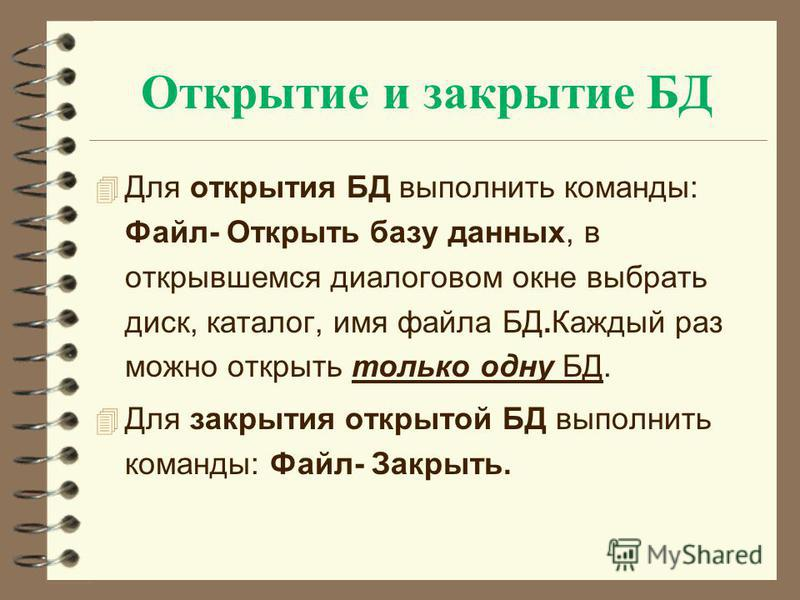 Открытие и закрытие БД
Для открытия БД выполнить команды:
Файл- Открыть базу данных, в
открывшемся диалоговом окне выбрать
диск, каталог, имя файла БД.Каждый раз
можно открыть только одну БД.
Для закрытия открытой БД выполнить
команды: Файл- Закрыть.
MyShared